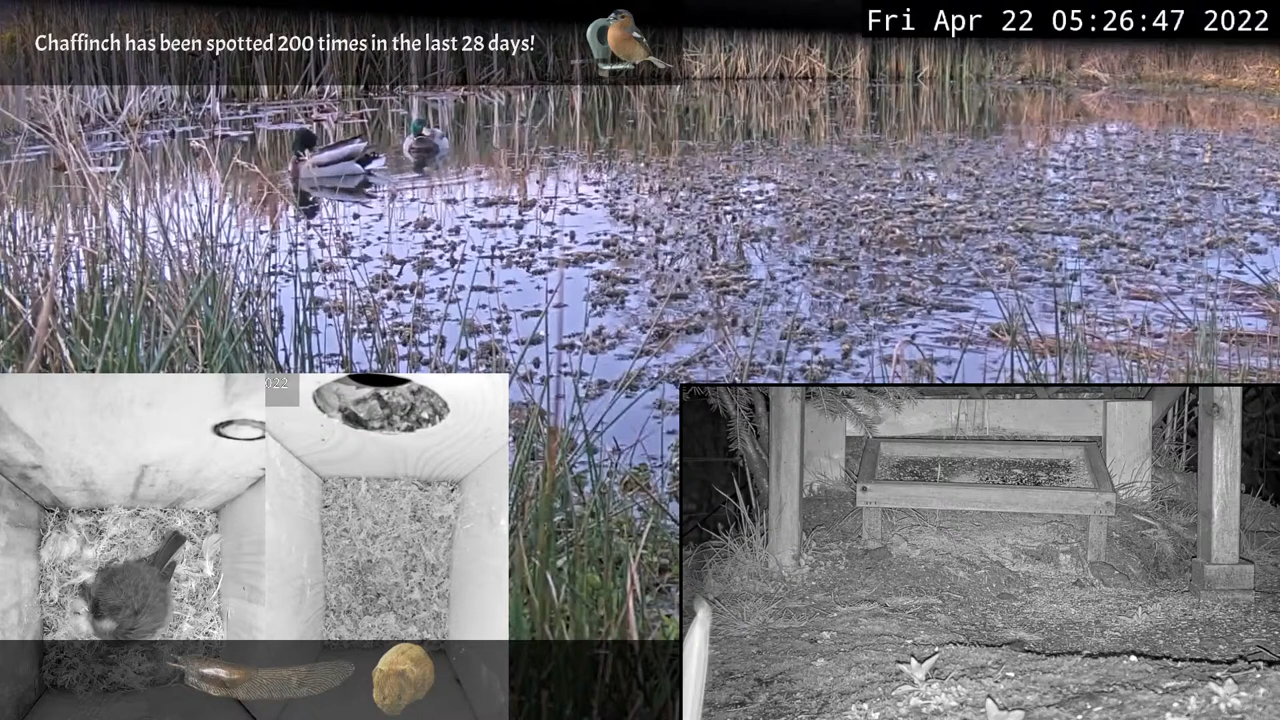 Chaffinch has been spotted 200 times in the last 28 days!
Fri Apr 22 05:26:47 2022
022